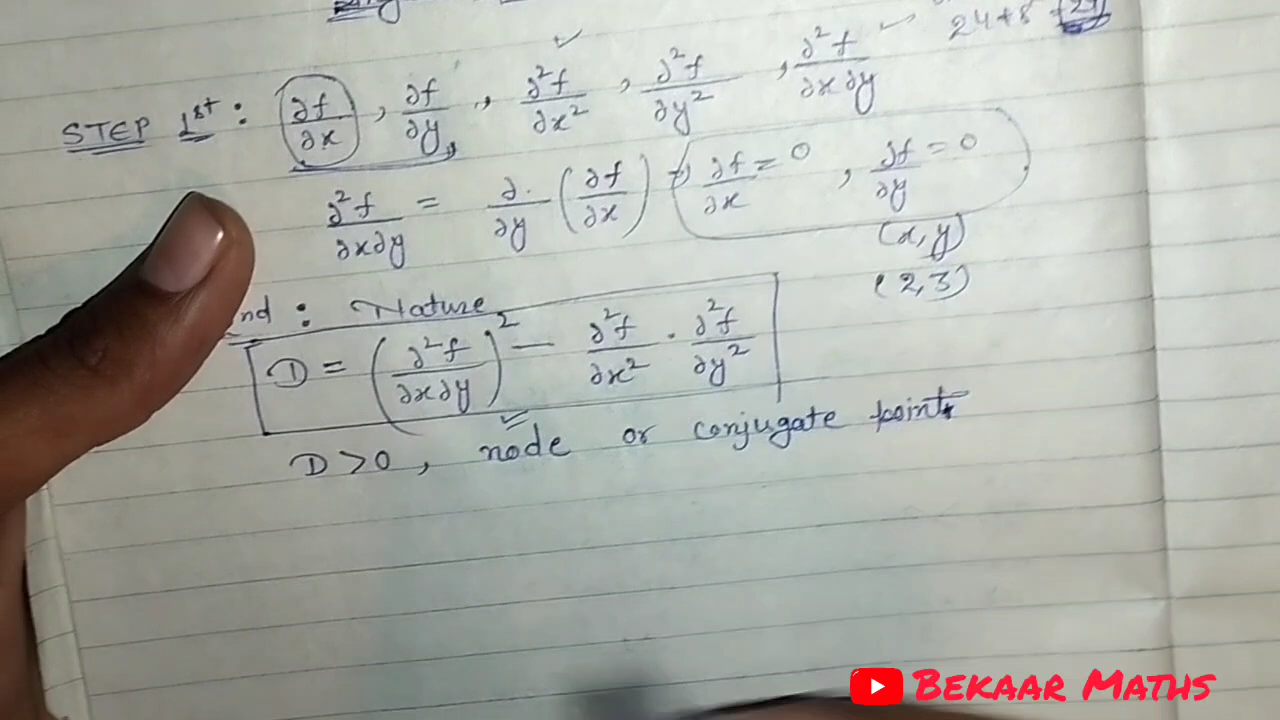 24+8
STEP 1st : ∂f/∂x , ∂f/∂y , ∂²f/∂x² , ∂²f/∂y² , ∂²f/∂x∂y
∂²f/∂x∂y = ∂/∂y (∂f/∂x) ∂f/∂x = 0 , ∂f/∂y = 0
(x, y)
(2, 3)
nd : Nature
D = (∂²f/∂x∂y)² − ∂²f/∂x² · ∂²f/∂y²
D > 0 , node or conjugate point
BEKAAR MATHS